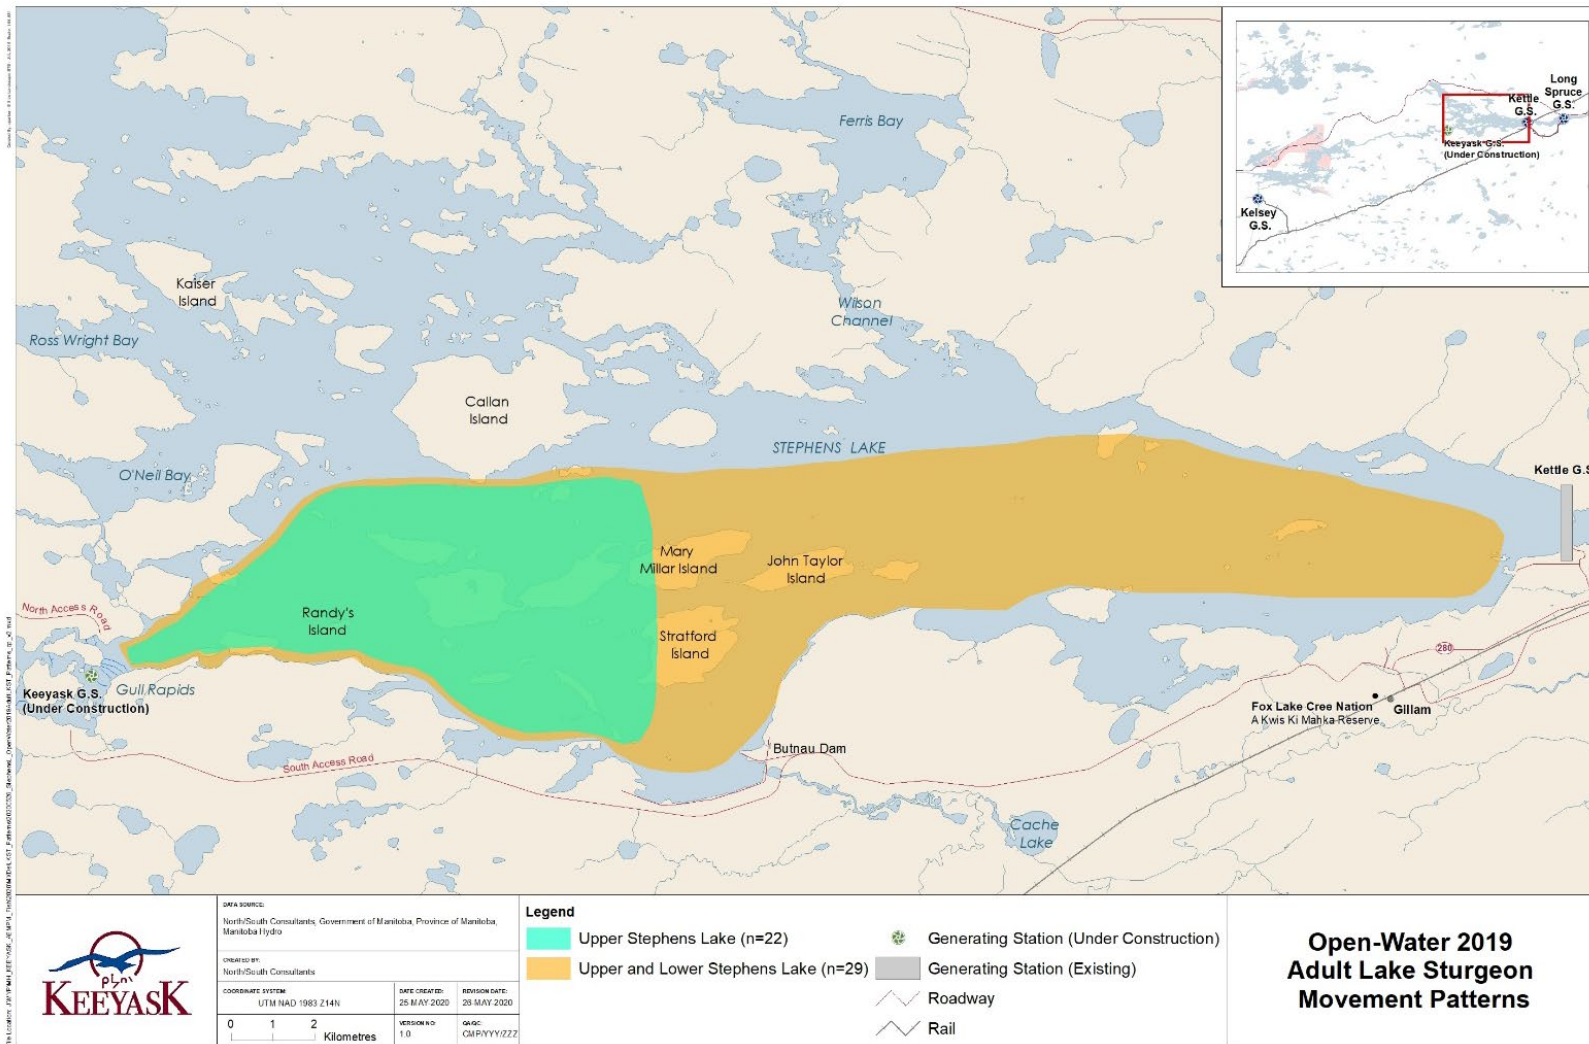 Ferris Bay
Long
Spruce
G.S.
Kettle
G.S.
Keeyask G.S.
(Under Construction)
Kelsey
G.S.
Kaiser
Island
Wilson
Channel
Ross Wright Bay
Callan
Island
STEPHENS LAKE
O'Neil Bay
Kettle G.S
Mary
Millar Island
John Taylor
Island
North Access Road
Randy's
Island
Stratford
Island
280
Gull Rapids
Keeyask G.S.
(Under Construction)
Fox Lake Cree Nation
A Kwis Ki Mahka Reserve
Gillam
Butnau Dam
South Access Road
Cache
Lake
KEEYASK
DATA SOURCE:
North/South Consultants, Government of Manitoba, Province of Manitoba,
Manitoba Hydro
CREATED BY:
North/South Consultants
COORDINATE SYSTEM:
UTM NAD 1983 Z14N
DATE CREATED:
25 MAY 2020
REVISION DATE:
26 MAY 2020
0 1 2
Kilometres
VERSION NO:
1.0
QA/QC:
CMP/YYY/ZZZ
Legend
Upper Stephens Lake (n=22)
Upper and Lower Stephens Lake (n=29)
Generating Station (Under Construction)
Generating Station (Existing)
Roadway
Rail
Open-Water 2019
Adult Lake Sturgeon
Movement Patterns